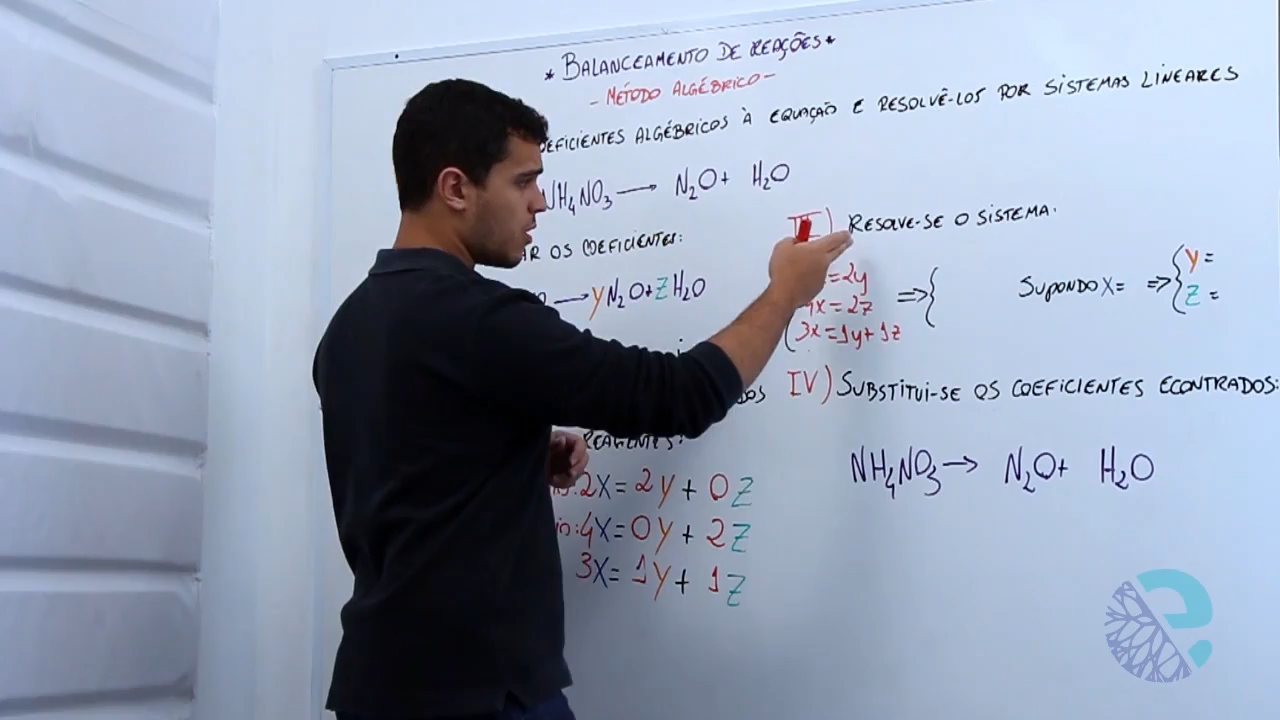 * BALANCEAMENTO DE REAÇÕES *
- MÉTODO ALGÉBRICO -
ALGÉBRICOS À EQUAÇÃO E RESOLVÊ-LOS POR SISTEMAS LINEARES
NH₄NO₃ → N₂O + H₂O
OS COEFICIENTES:
→ yN₂O + zH₂O
REAGENTES:
2x = 2y + 0z
4x = 0y + 2z
3x = 1y + 1z
III) RESOLVE-SE O SISTEMA.
= 2y
4x = 2z
3x = 1y + 1z
⇒ {
SUPONDO x = ⇒ { y =
z =
IV) SUBSTITUI-SE OS COEFICIENTES ECONTRADOS:
NH₄NO₃ → N₂O + H₂O